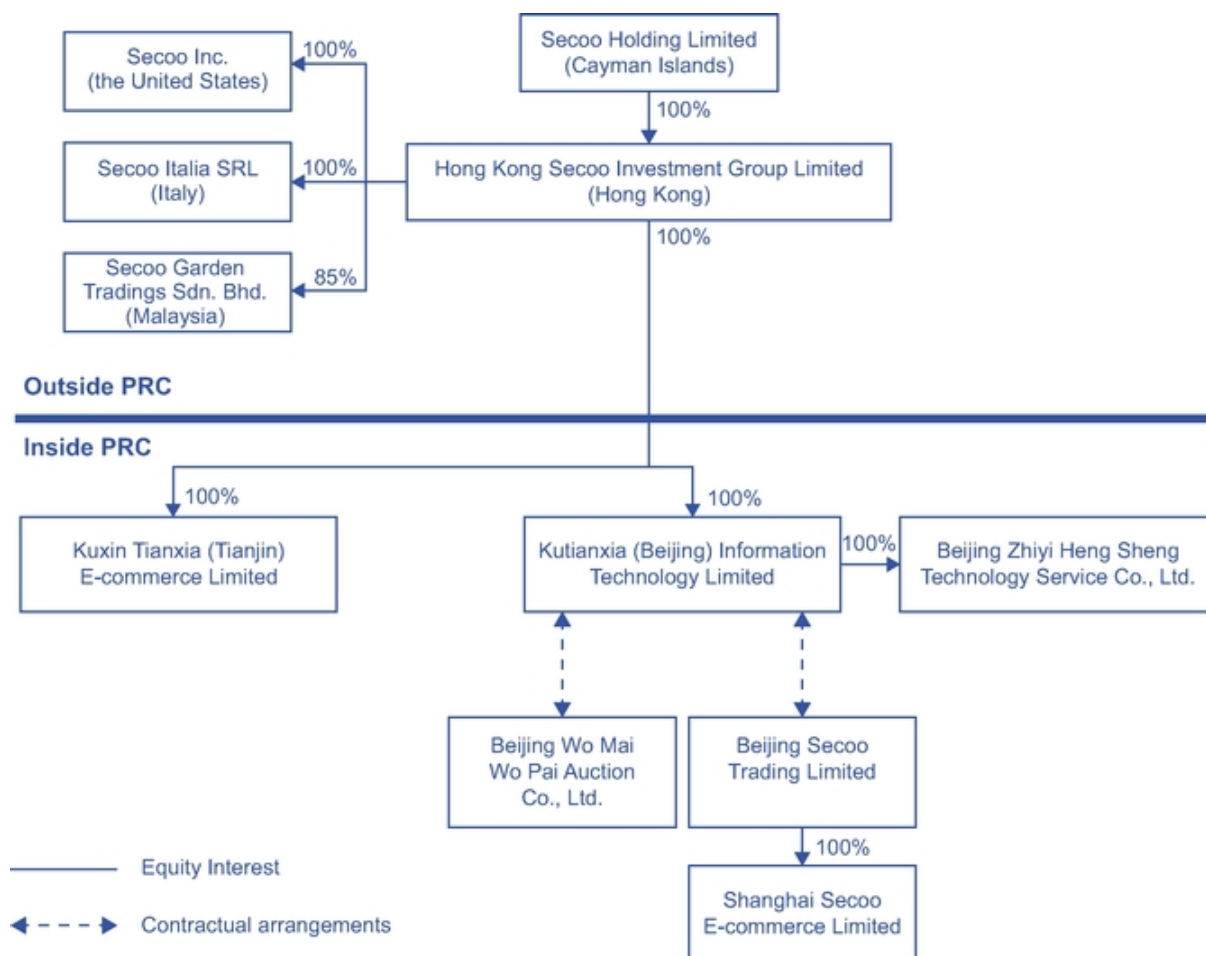 Secoo Holding Limited
(Cayman Islands)
Secoo Inc.
(the United States)
100%
100%
Secoo Italia SRL
(Italy)
100%
Hong Kong Secoo Investment Group Limited
(Hong Kong)
100%
Secoo Garden
Tradings Sdn. Bhd.
(Malaysia)
85%
Outside PRC
Inside PRC
100%
100%
Kuxin Tianxia (Tianjin)
E-commerce Limited
Kutianxia (Beijing) Information
Technology Limited
100%
Beijing Zhiyi Heng Sheng
Technology Service Co., Ltd.
Beijing Wo Mai
Wo Pai Auction
Co., Ltd.
Beijing Secoo
Trading Limited
100%
Shanghai Secoo
E-commerce Limited
Equity Interest
Contractual arrangements